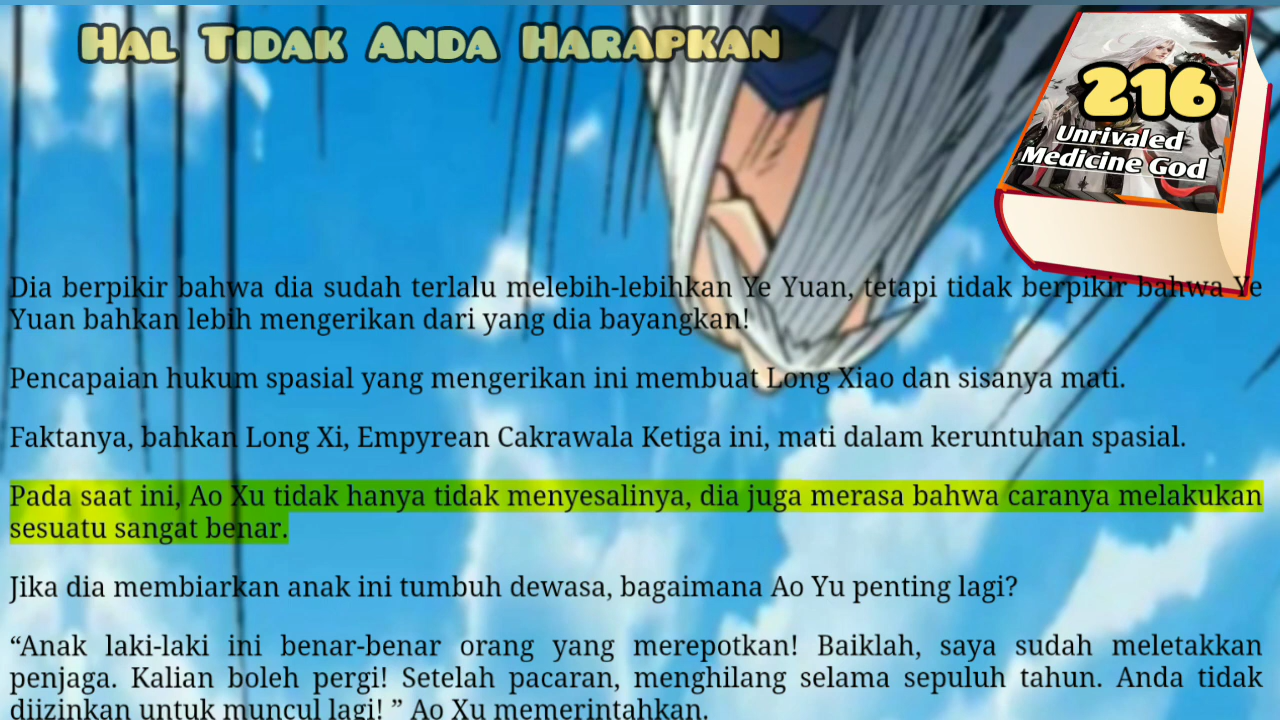 Hal Tidak Anda Harapkan
216
Unrivaled
Medicine God
Dia berpikir bahwa dia sudah terlalu melebih-lebihkan Ye Yuan, tetapi tidak berpikir bahwa Ye
Yuan bahkan lebih mengerikan dari yang dia bayangkan!
Pencapaian hukum spasial yang mengerikan ini membuat Long Xiao dan sisanya mati.
Faktanya, bahkan Long Xi, Empyrean Cakrawala Ketiga ini, mati dalam keruntuhan spasial.
Pada saat ini, Ao Xu tidak hanya tidak menyesalinya, dia juga merasa bahwa caranya melakukan
sesuatu sangat benar.
Jika dia membiarkan anak ini tumbuh dewasa, bagaimana Ao Yu penting lagi?
“Anak laki-laki ini benar-benar orang yang merepotkan! Baiklah, saya sudah meletakkan
penjaga. Kalian boleh pergi! Setelah pacaran, menghilang selama sepuluh tahun. Anda tidak
diizinkan untuk muncul lagi! ” Ao Xu memerintahkan.